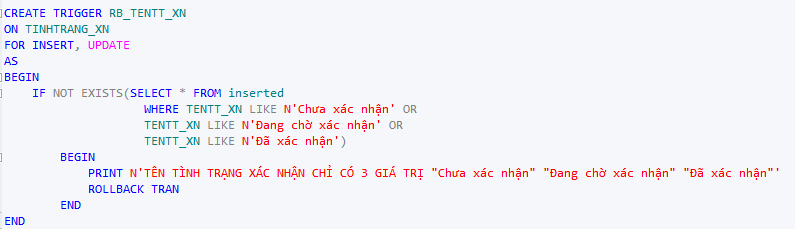 CREATE TRIGGER RB_TENTT_XN
ON TINHTRANG_XN
FOR INSERT, UPDATE
AS
BEGIN
IF NOT EXISTS(SELECT * FROM inserted
WHERE TENTT_XN LIKE N'Chưa xác nhận' OR
TENTT_XN LIKE N'Đang chờ xác nhận' OR
TENTT_XN LIKE N'Đã xác nhận')
BEGIN
PRINT N'TÊN TÌNH TRẠNG XÁC NHẬN CHỈ CÓ 3 GIÁ TRỊ "Chưa xác nhận" "Đang chờ xác nhận" "Đã xác nhận"'
ROLLBACK TRAN
END
END